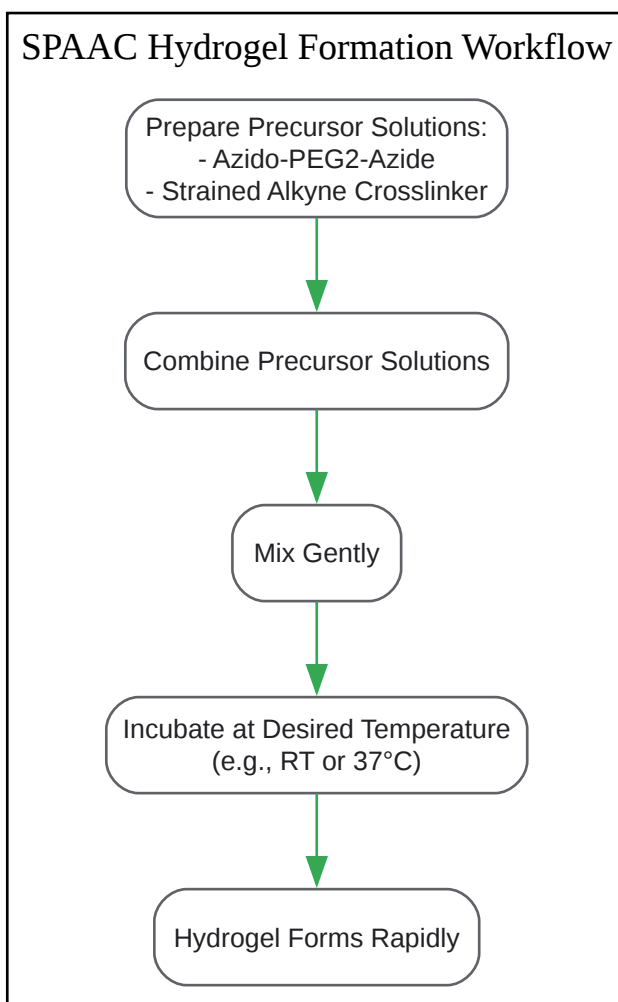 SPAAC Hydrogel Formation Workflow
Prepare Precursor Solutions:
- Azido-PEG2-Azide
- Strained Alkyne Crosslinker
Combine Precursor Solutions
Mix Gently
Incubate at Desired Temperature
(e.g., RT or 37°C)
Hydrogel Forms Rapidly